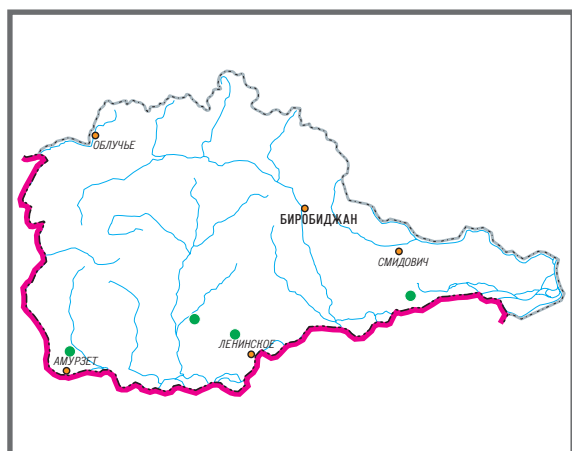 ОБЛУЧЬЕ
БИРОБИДЖАН
СМИДОВИЧ
ЛЕНИНСКОЕ
АМУРЗЕТ